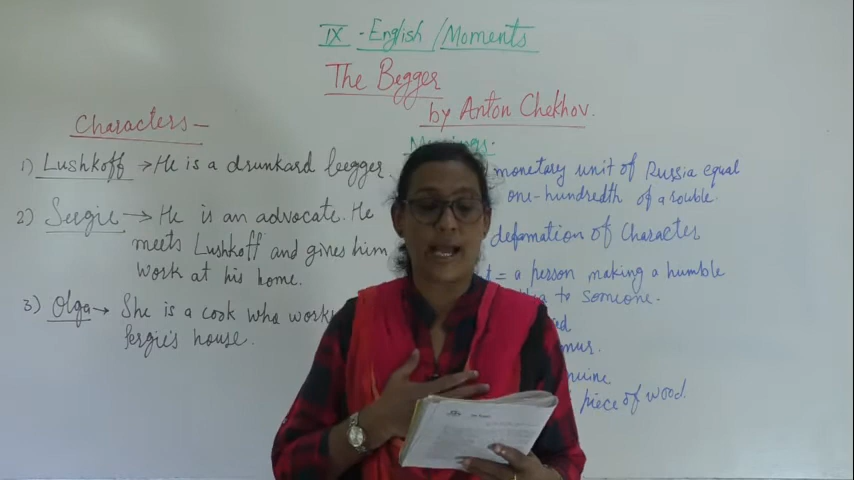 IX - English / Moments
The Begger
by Anton Chekhov.
Characters -
1) Lushkoff → He is a drunkard begger.
2) Sergie → He is an advocate. He
meets Lushkoff and gives him
work at his home.
3) Olga → She is a cook who
Sergie's house.
monetary unit of Russia equal
one-hundredth of a rouble.
defamation of Character
= a person making a humble
to someone.
piece of wood.